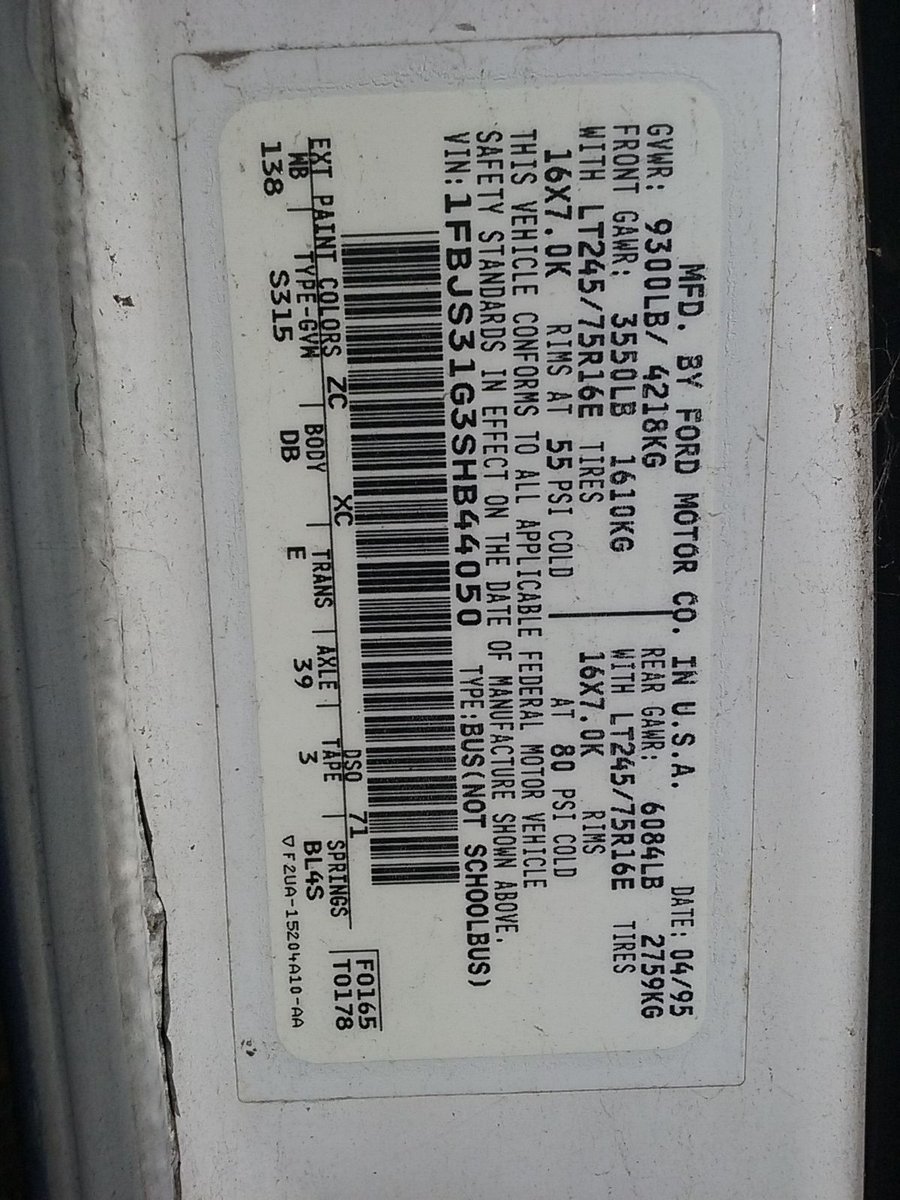 MFD. BY FORD MOTOR CO. IN U.S.A.
DATE: 04/95
GVWR: 9300LB/ 4218KG
FRONT GAWR: 3550LB 1610KG
WITH LT245/75R16E TIRES
16X7.0K RIMS AT 55 PSI COLD
REAR GAWR: 6084LB 2759KG
WITH LT245/75R16E TIRES
16X7.0K RIMS
AT 80 PSI COLD
THIS VEHICLE CONFORMS TO ALL APPLICABLE FEDERAL MOTOR VEHICLE
SAFETY STANDARDS IN EFFECT ON THE DATE OF MANUFACTURE SHOWN ABOVE.
VIN: 1FBJS31G3SHB44050 TYPE: BUS(NOT SCHOOLBUS)
F0165
T0178
EXT PAINT COLORS ZC XC DSO 71
WB | TYPE-GVW | BODY | TRANS | AXLE | TAPE | SPRINGS
138 S315 DB E 39 3 BL4S
▽F2UA-15204A10-AA